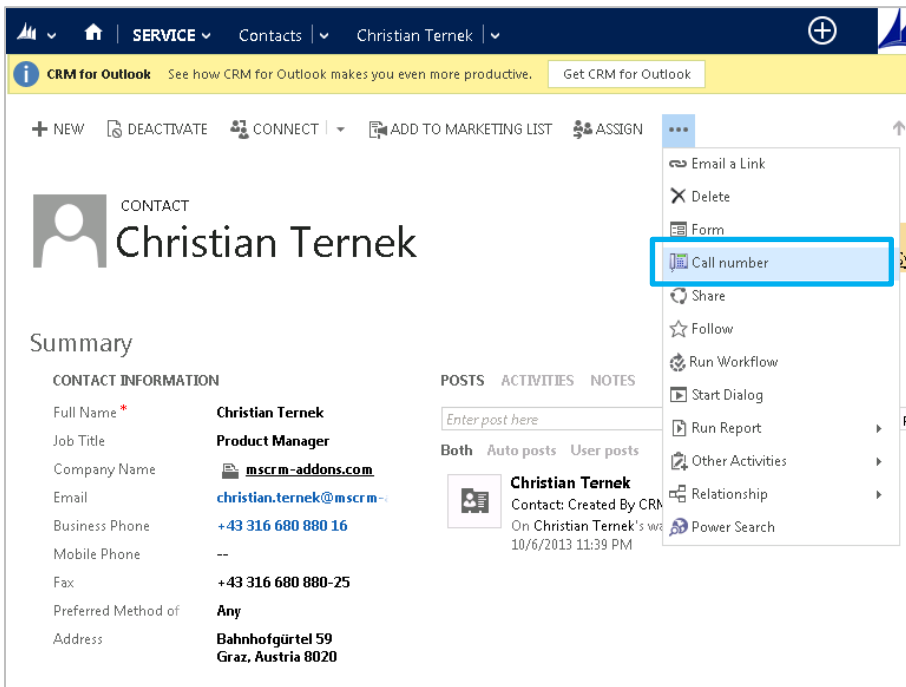 SERVICE Contacts Christian Ternek
CRM for Outlook See how CRM for Outlook makes you even more productive. Get CRM for Outlook
NEW DEACTIVATE CONNECT ADD TO MARKETING LIST ASSIGN
Email a Link
Delete
Form
Call number
Share
Follow
Run Workflow
Start Dialog
Run Report
Other Activities
Relationship
Power Search
CONTACT
Christian Ternek
Summary
CONTACT INFORMATION
Full Name* Christian Ternek
Job Title Product Manager
Company Name mscrm-addons.com
Email christian.ternek@mscrm-
Business Phone +43 316 680 880 16
Mobile Phone --
Fax +43 316 680 880-25
Preferred Method of Any
Address Bahnhofgürtel 59
Graz, Austria 8020
POSTS ACTIVITIES NOTES
Enter post here
Both Auto posts User posts
Christian Ternek
Contact: Created By CRM
On Christian Ternek's wa
10/6/2013 11:39 PM